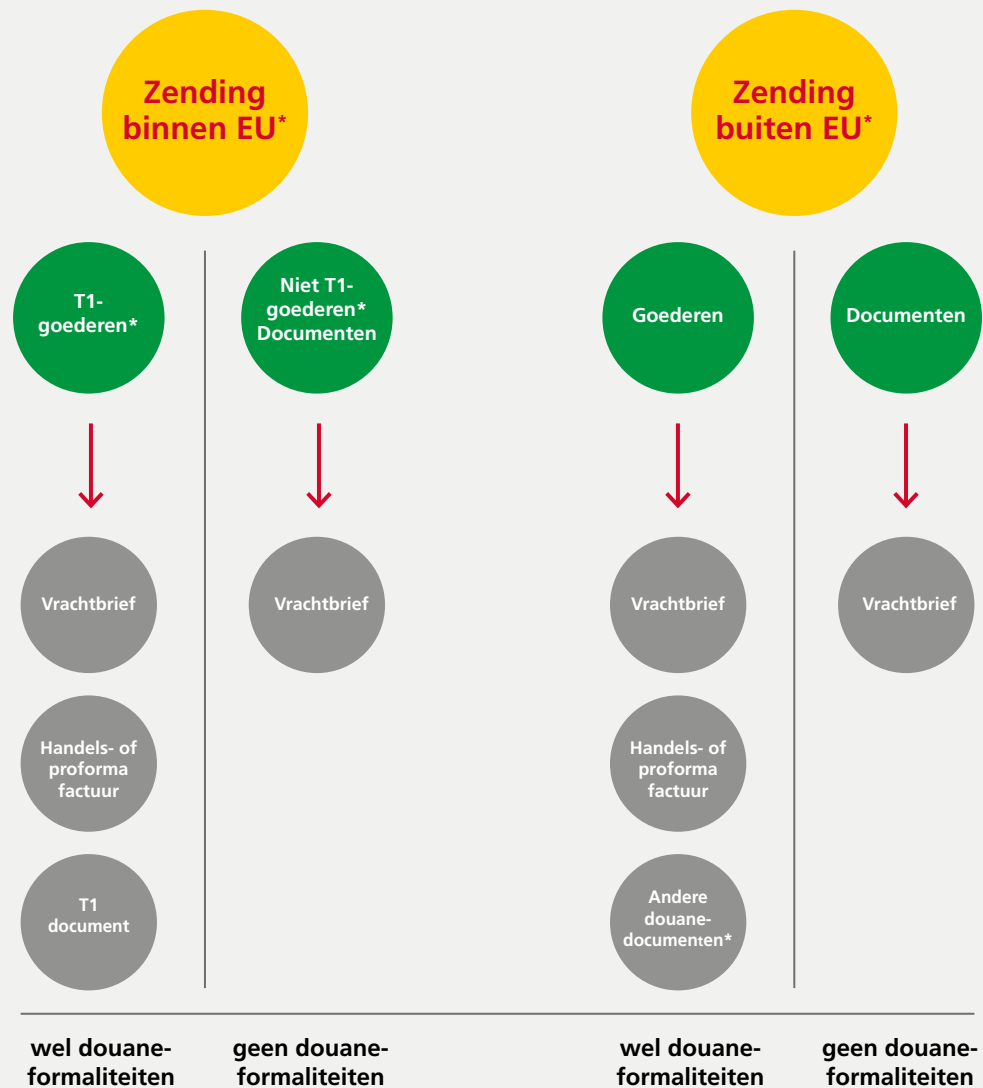 Zending
binnen EU*
Zending
buiten EU*
T1-
goederen*
Niet T1-
goederen*
Documenten
Goederen
Documenten
Vrachtbrief
Vrachtbrief
Vrachtbrief
Vrachtbrief
Handels- of
proforma
factuur
Handels- of
proforma
factuur
T1
document
Andere
douane-
documenten*
wel douane-
formaliteiten
geen douane-
formaliteiten
wel douane-
formaliteiten
geen douane-
formaliteiten